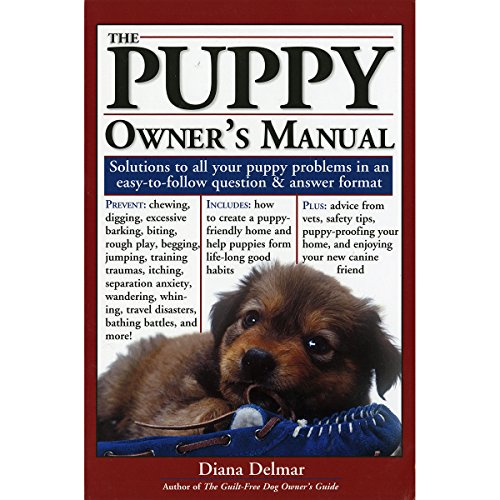 THE
PUPPY
OWNER'S MANUAL
Solutions to all your puppy problems in an
easy-to-follow question & answer format
PREVENT: chewing,
digging, excessive
barking, biting,
rough play, begging,
jumping, training
traumas, itching,
separation anxiety,
wandering, whin-
ing, travel disasters,
bathing battles, and
more!
INCLUDES: how
to create a puppy-
friendly home and
help puppies form
life-long good
habits
PLUS: advice from
vets, safety tips,
puppy-proofing your
home, and enjoying
your new canine
friend
Diana Delmar
Author of The Guilt-Free Dog Owner's Guide